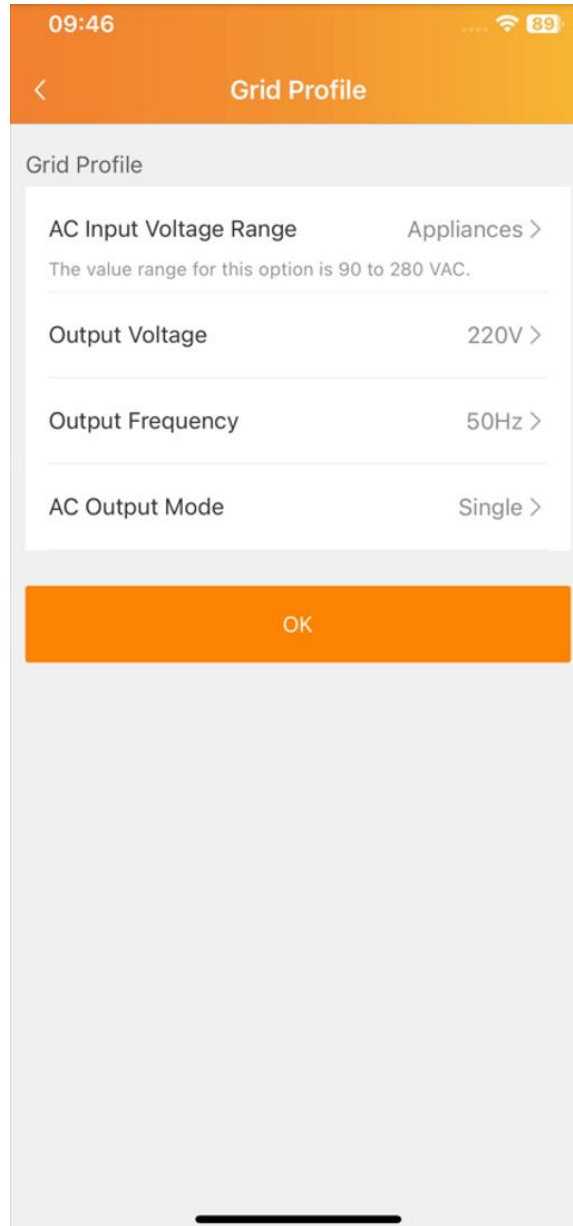 09:46
89
Grid Profile
Grid Profile
AC Input Voltage Range
Appliances
The value range for this option is 90 to 280 VAC.
Output Voltage
220V
Output Frequency
50Hz
AC Output Mode
Single
OK